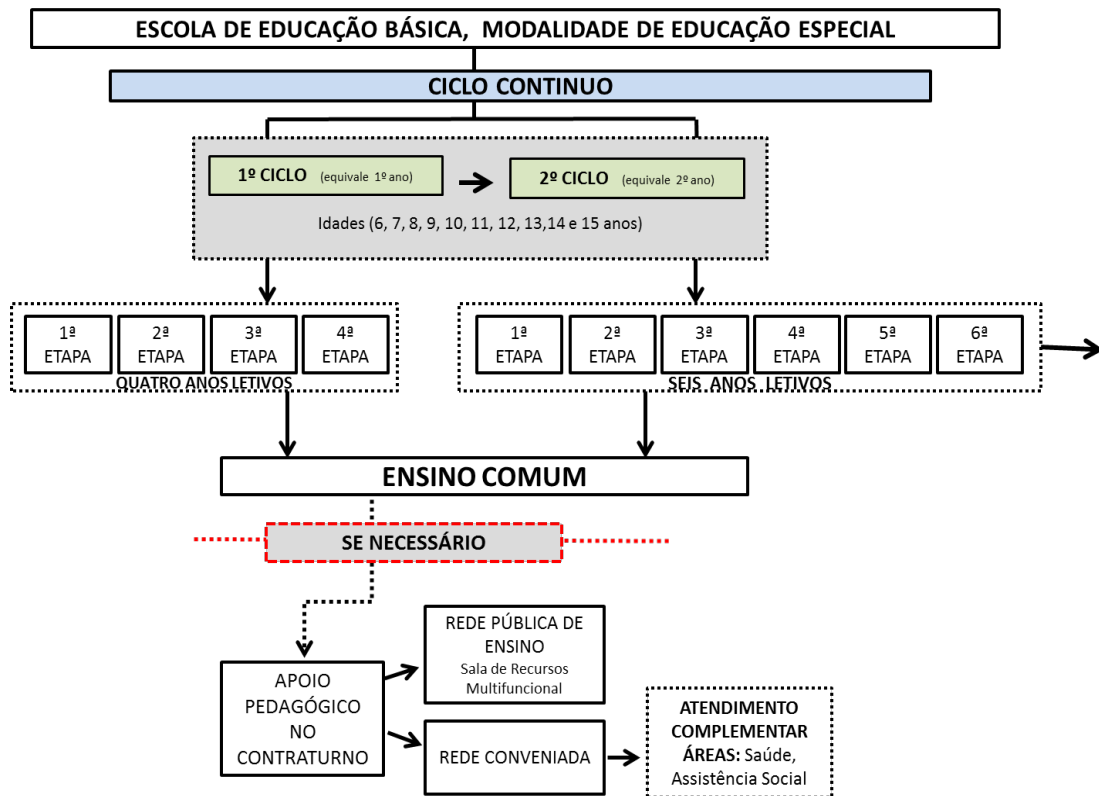 ESCOLA DE EDUCAÇÃO BÁSICA, MODALIDADE DE EDUCAÇÃO ESPECIAL
CICLO CONTINUO
1º CICLO (equivale 1º ano)
2º CICLO (equivale 2º ano)
Idades (6, 7, 8, 9, 10, 11, 12, 13,14 e 15 anos)
1ª
ETAPA
2ª
ETAPA
3ª
ETAPA
4ª
ETAPA
QUATRO ANOS LETIVOS
1ª
ETAPA
2ª
ETAPA
3ª
ETAPA
4ª
ETAPA
5ª
ETAPA
6ª
ETAPA
SEIS ANOS LETIVOS
ENSINO COMUM
SE NECESSÁRIO
APOIO
PEDAGÓGICO
NO
CONTRATURNO
REDE PÚBLICA DE
ENSINO
Sala de Recursos
Multifuncional
REDE CONVENIADA
ATENDIMENTO
COMPLEMENTAR
ÁREAS: Saúde,
Assistência Social